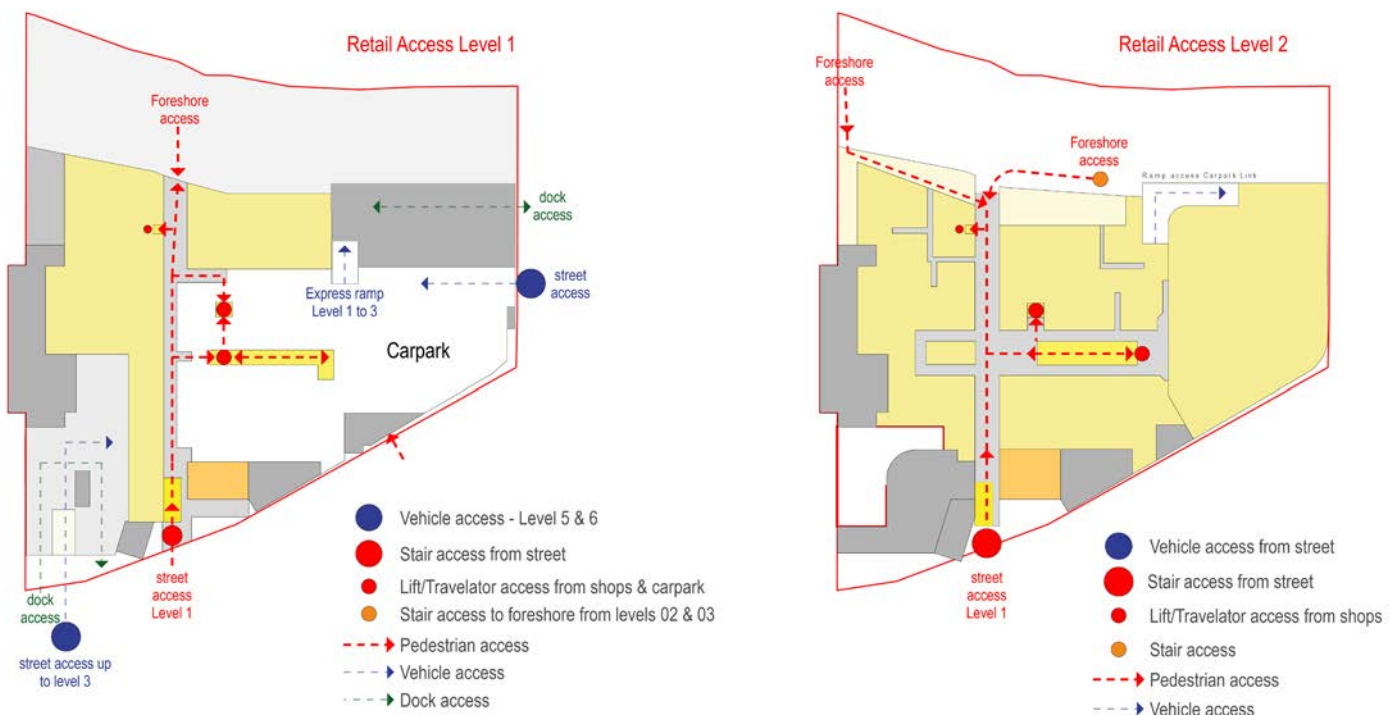 Retail Access Level 1
Foreshore
access
dock
access
street
access
Express ramp
Level 1 to 3
Carpark
dock
access
street access up
to level 3
street
access
Level 1
Vehicle access - Level 5 & 6
Stair access from street
Lift/Travelator access from shops & carpark
Stair access to foreshore from levels 02 & 03
Pedestrian access
Vehicle access
Dock access
Retail Access Level 2
Foreshore
access
Foreshore
access
Ramp access Carpark Link
street
access
Level 1
Vehicle access from street
Stair access from street
Lift/Travelator access from shops
Stair access
Pedestrian access
Vehicle access